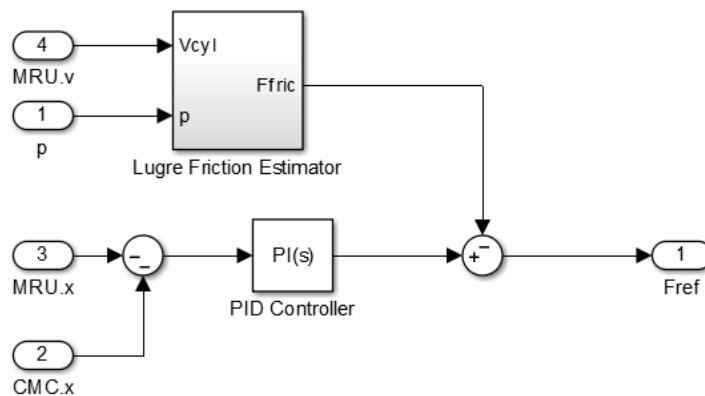 4
MRU.v
Vcyl
Ffric
1
p
p
Lugre Friction Estimator
3
MRU.x
−
−
PI(s)
PID Controller
+
−
1
Fref
2
CMC.x